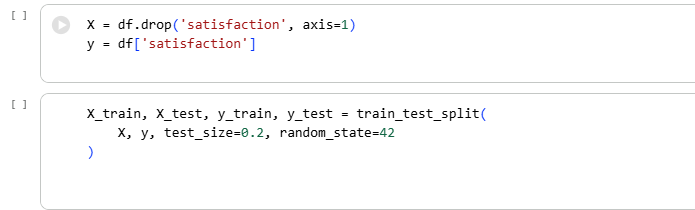 [ ]
X = df.drop('satisfaction', axis=1)
y = df['satisfaction']
[ ]
X_train, X_test, y_train, y_test = train_test_split(
    X, y, test_size=0.2, random_state=42
)